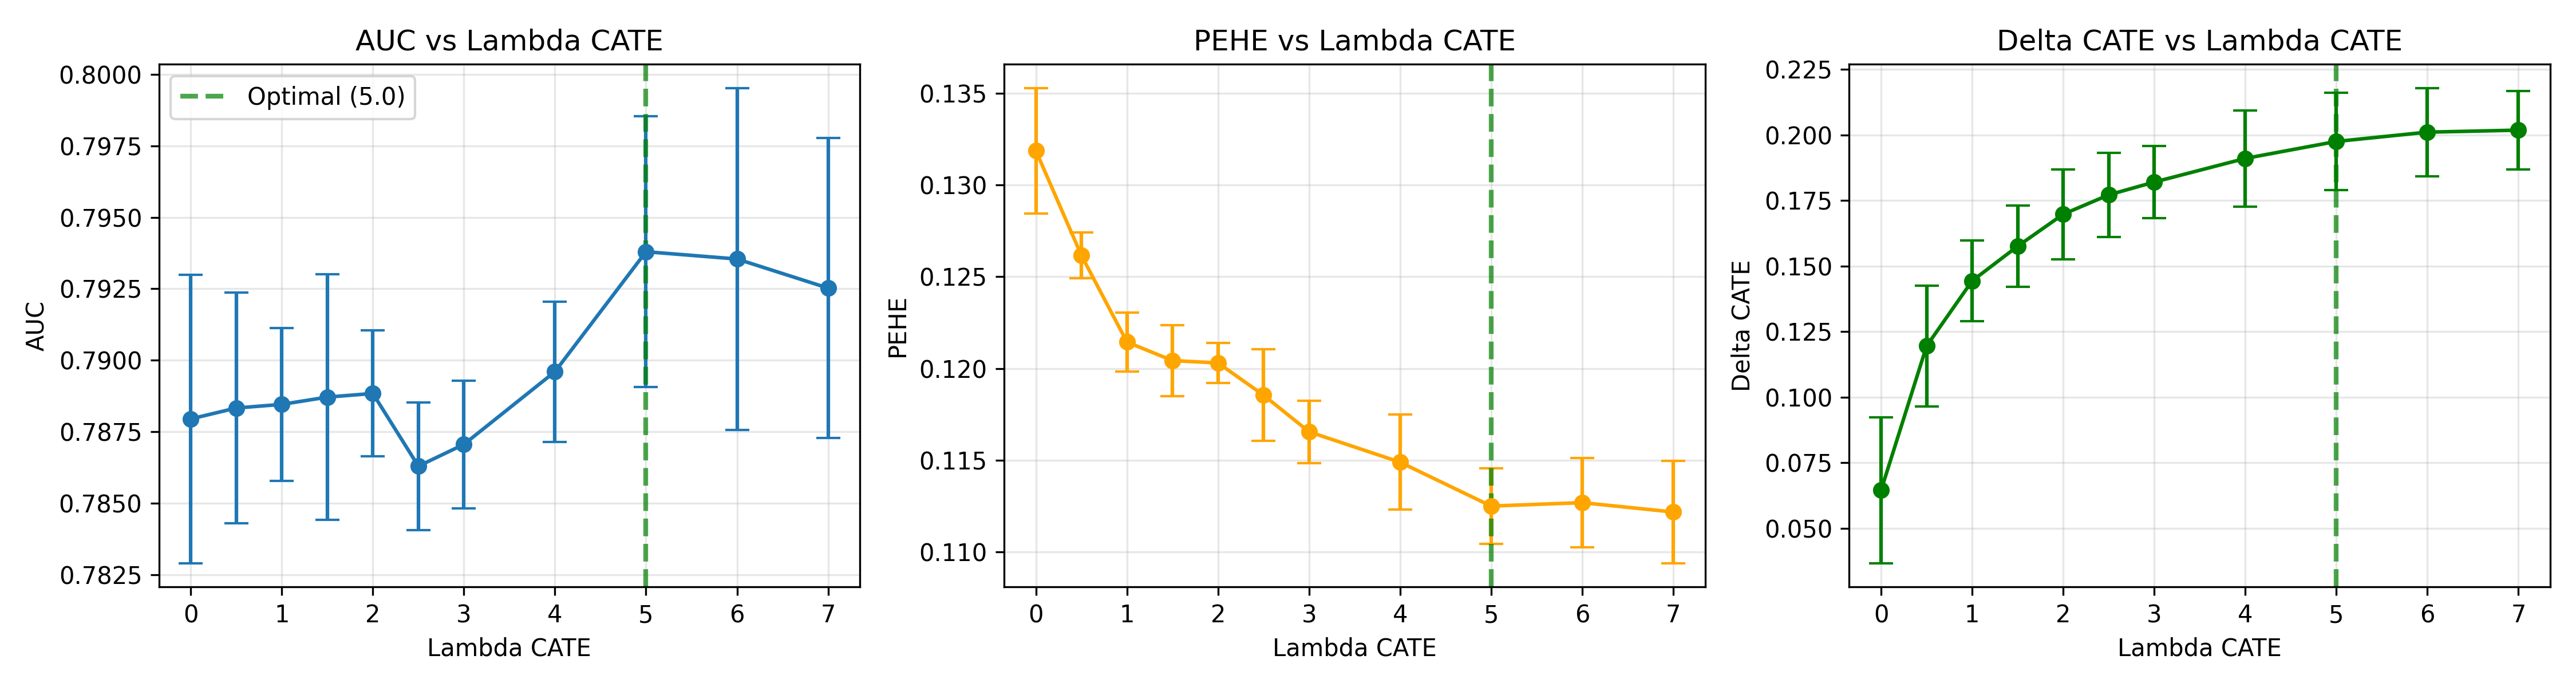 AUC vs Lambda CATE
0.8000
0.7975
0.7950
0.7925
0.7900
0.7875
0.7850
0.7825
AUC
Optimal (5.0)
0 1 2 3 4 5 6 7
Lambda CATE
PEHE vs Lambda CATE
0.135
0.130
0.125
0.120
0.115
0.110
PEHE
0 1 2 3 4 5 6 7
Lambda CATE
Delta CATE vs Lambda CATE
0.225
0.200
0.175
0.150
0.125
0.100
0.075
0.050
Delta CATE
0 1 2 3 4 5 6 7
Lambda CATE